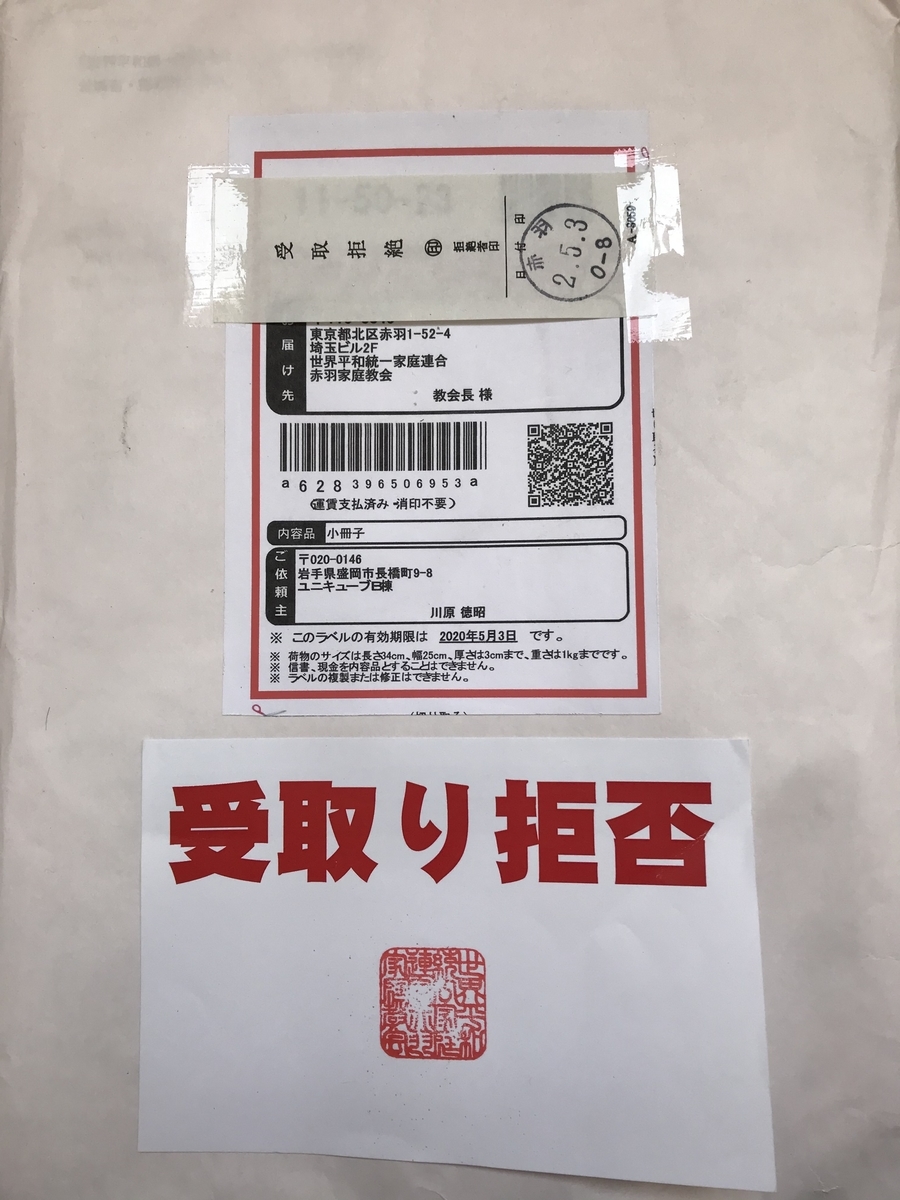 受取拒絶 ㊞ 拒絶者印
日付印
赤羽
2.5.3
0-8
A-3059
お届け先
東京都北区赤羽1-52-4
埼玉ビル2F
世界平和統一家庭連合
赤羽家庭教会
教会長 様
a628396506953a
(運賃支払済み・消印不要)
内容品 小冊子
ご依頼主
〒020-0146
岩手県盛岡市長橋町9-8
ユニキューブB棟
川原 徳昭
※ このラベルの有効期限は 2020年5月3日 です。
※ 荷物のサイズは長さ34cm、幅25cm、厚さは3cmまで、重さは1kgまでです。
※ 信書、現金を内容品とすることはできません。
※ ラベルの複製または修正はできません。
受取り拒否
世界平和